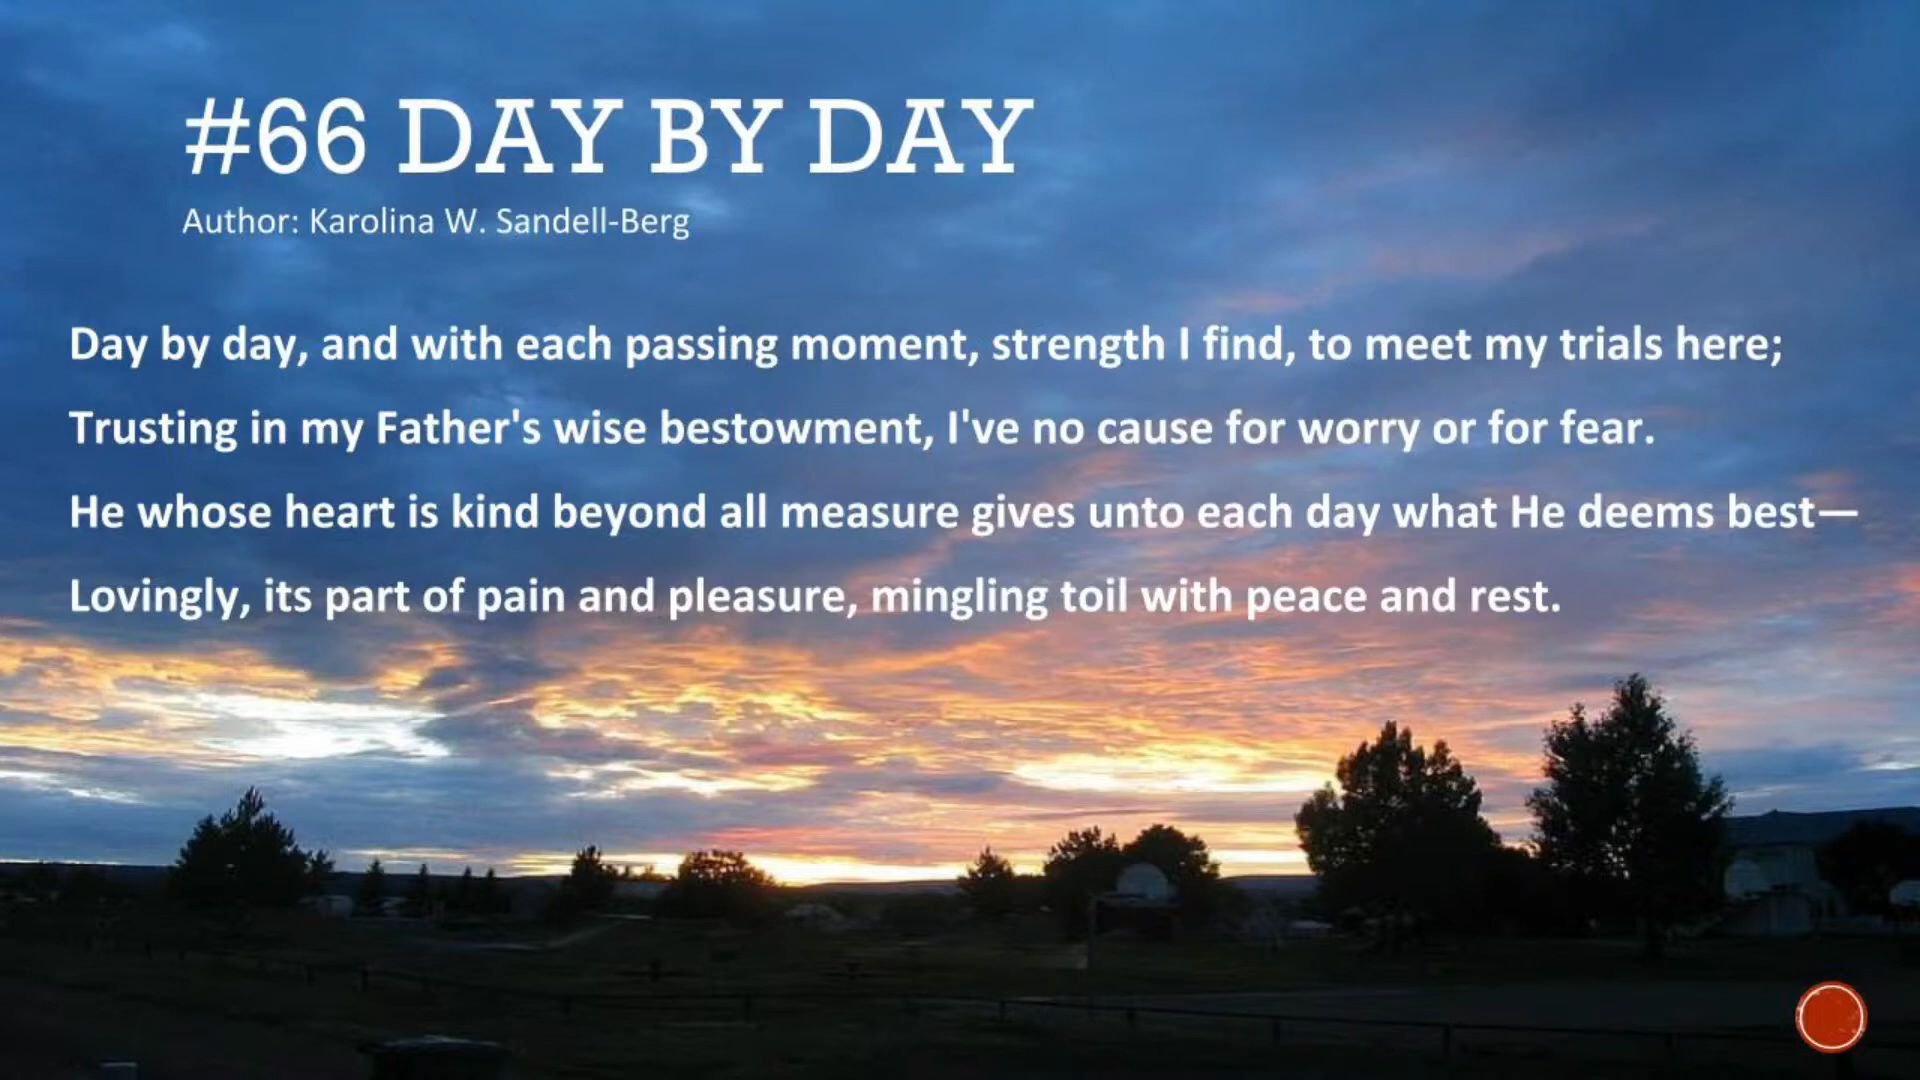 #66 DAY BY DAY
Author: Karolina W. Sandell-Berg
Day by day, and with each passing moment, strength I find, to meet my trials here;
Trusting in my Father's wise bestowment, I've no cause for worry or for fear.
He whose heart is kind beyond all measure gives unto each day what He deems best—
Lovingly, its part of pain and pleasure, mingling toil with peace and rest.